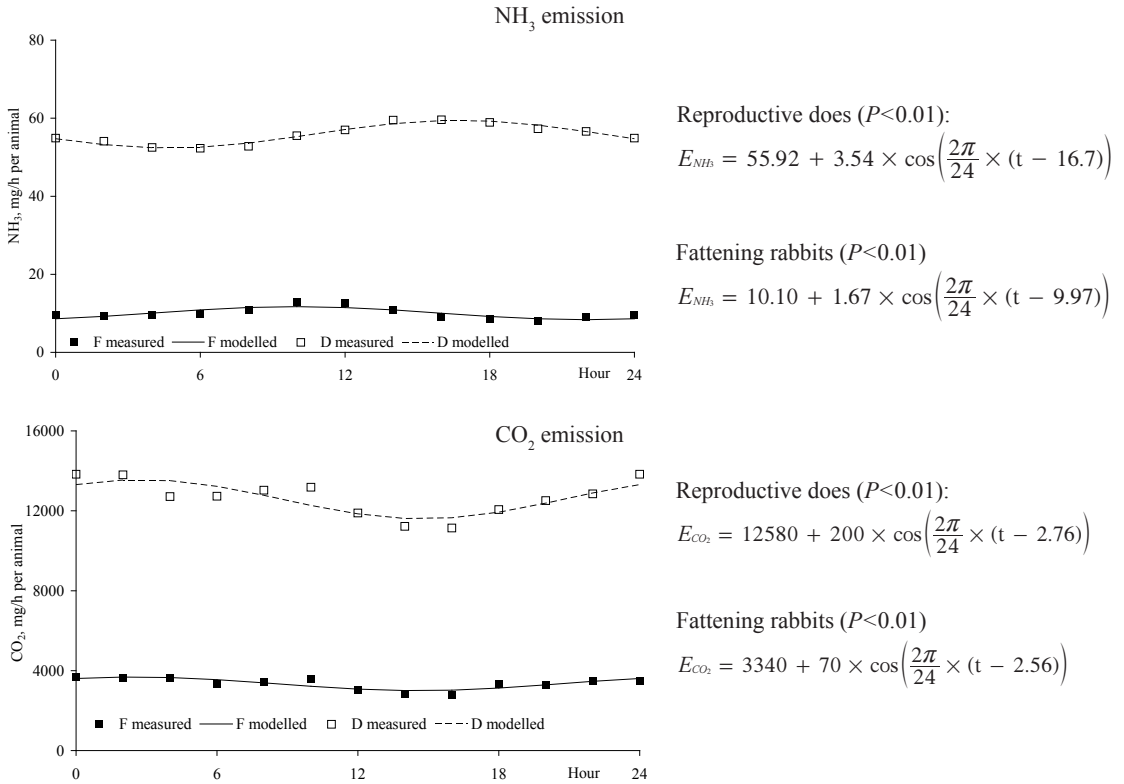 NH₃ emission
80
60
40
20
0
NH₃, mg/h per animal
F measured F modelled D measured D modelled
0 6 12 18 Hour 24
Reproductive does (P<0.01):
E_NH₃ = 55.92 + 3.54 × cos(2π/24 × (t − 16.7))
Fattening rabbits (P<0.01)
E_NH₃ = 10.10 + 1.67 × cos(2π/24 × (t − 9.97))
CO₂ emission
16000
12000
8000
4000
0
CO₂, mg/h per animal
F measured F modelled D measured D modelled
0 6 12 18 Hour 24
Reproductive does (P<0.01):
E_CO₂ = 12580 + 200 × cos(2π/24 × (t − 2.76))
Fattening rabbits (P<0.01)
E_CO₂ = 3340 + 70 × cos(2π/24 × (t − 2.56))